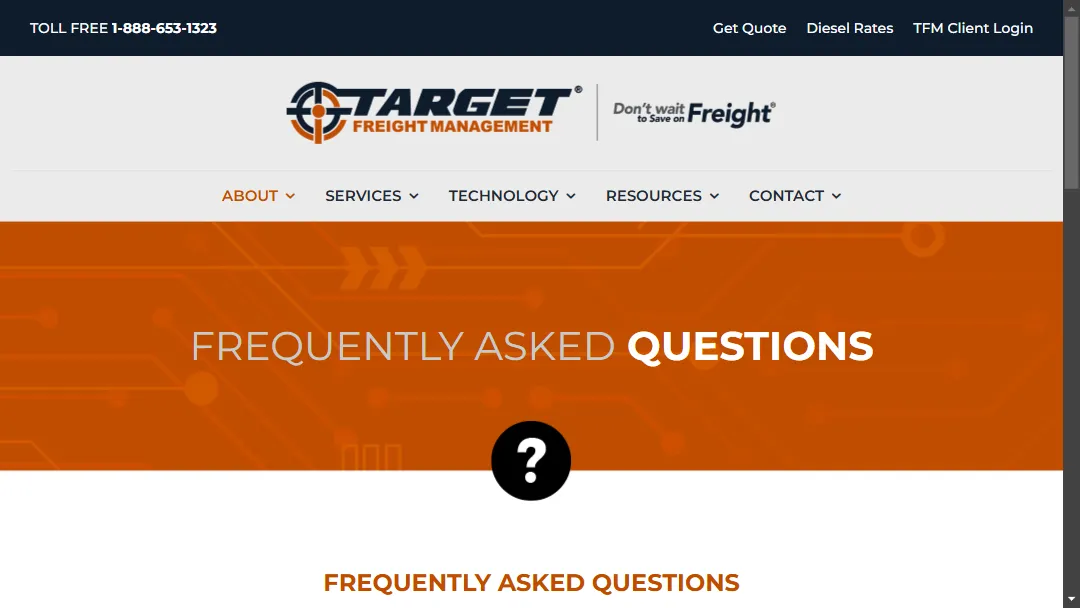 TOLL FREE 1-888-653-1323
Get Quote Diesel Rates TFM Client Login
TARGET®
FREIGHT MANAGEMENT
Don't wait
to Save on Freight®
ABOUT SERVICES TECHNOLOGY RESOURCES CONTACT
FREQUENTLY ASKED QUESTIONS
?
FREQUENTLY ASKED QUESTIONS